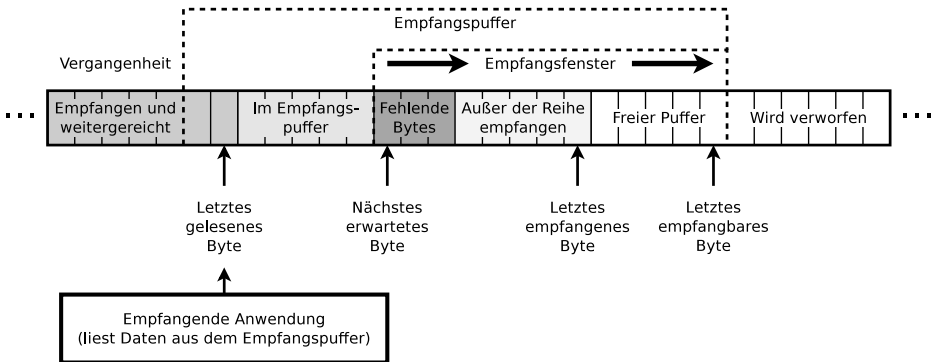 Empfangspuffer
Vergangenheit
Empfangsfenster
Empfangen und
weitergereicht
Im Empfangs-
puffer
Fehlende
Bytes
Außer der Reihe
empfangen
Freier Puffer
Wird verworfen
Letztes
gelesenes
Byte
Nächstes
erwartetes
Byte
Letztes
empfangenes
Byte
Letztes
empfangbares
Byte
Empfangende Anwendung
(liest Daten aus dem Empfangspuffer)